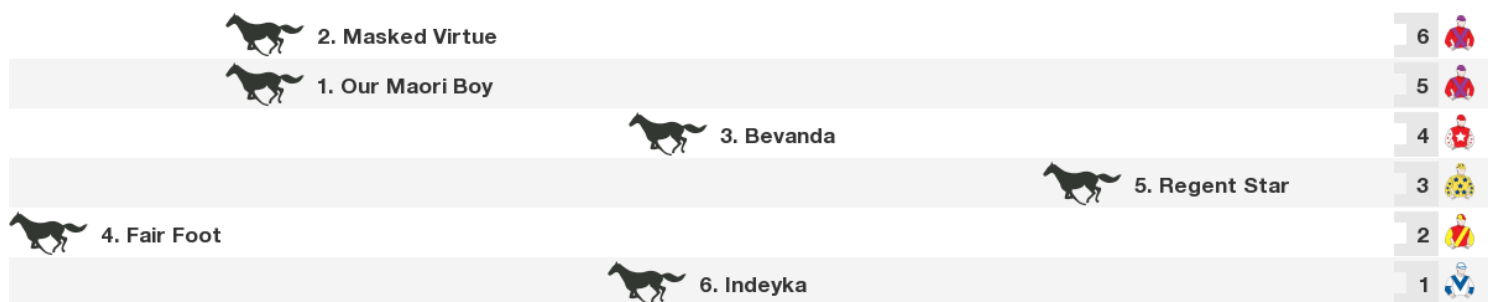 2. Masked Virtue 6
1. Our Maori Boy 5
3. Bevanda 4
5. Regent Star 3
4. Fair Foot 2
6. Indeyka 1